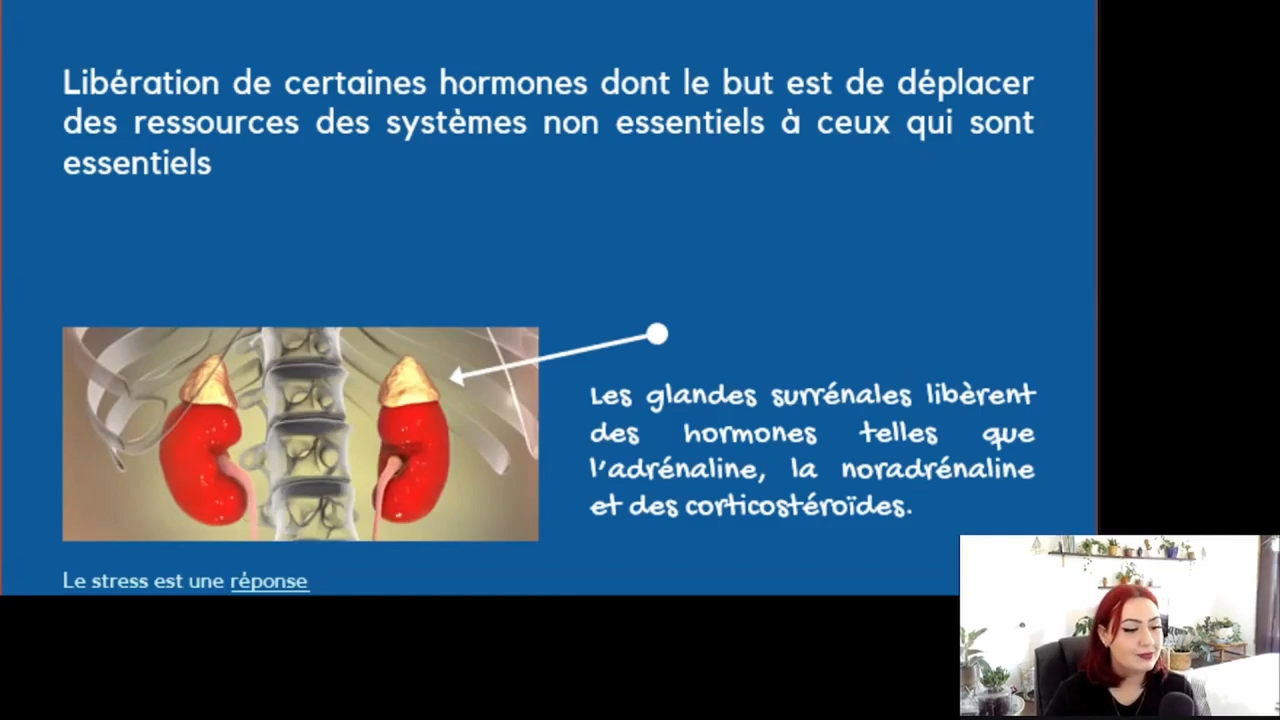 Libération de certaines hormones dont le but est de déplacer
des ressources des systèmes non essentiels à ceux qui sont
essentiels
Les glandes surrénales libèrent
des hormones telles que
l'adrénaline, la noradrénaline
et des corticostéroïdes.
Le stress est une réponse